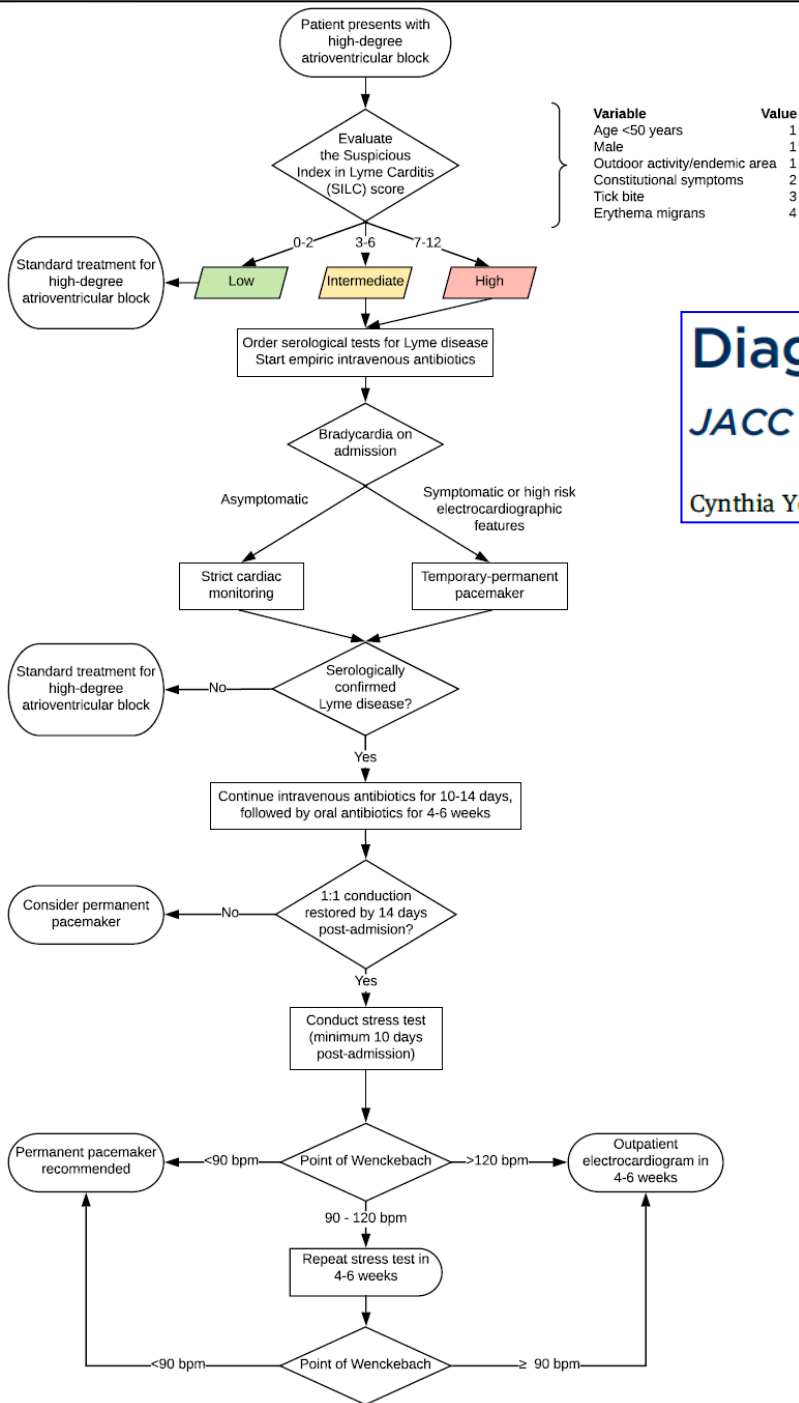 Patient presents with
high-degree
atrioventricular block
Evaluate
the Suspicious
Index in Lyme Carditis
(SILC) score
Variable Value
Age <50 years 1
Male 1
Outdoor activity/endemic area 1
Constitutional symptoms 2
Tick bite 3
Erythema migrans 4
0-2 3-6 7-12
Standard treatment for
high-degree
atrioventricular block
Low Intermediate High
Order serological tests for Lyme disease
Start empiric intravenous antibiotics
Diag
JACC
Cynthia Ye
Bradycardia on
admission
Asymptomatic
Symptomatic or high risk
electrocardiographic
features
Strict cardiac
monitoring
Temporary-permanent
pacemaker
Standard treatment for
high-degree
atrioventricular block
No
Serologically
confirmed
Lyme disease?
Yes
Continue intravenous antibiotics for 10-14 days,
followed by oral antibiotics for 4-6 weeks
Consider permanent
pacemaker
No
1:1 conduction
restored by 14 days
post-admision?
Yes
Conduct stress test
(minimum 10 days
post-admission)
Permanent pacemaker
recommended
<90 bpm
Point of Wenckebach
>120 bpm
Outpatient
electrocardiogram in
4-6 weeks
90 - 120 bpm
Repeat stress test in
4-6 weeks
<90 bpm
Point of Wenckebach
≥ 90 bpm